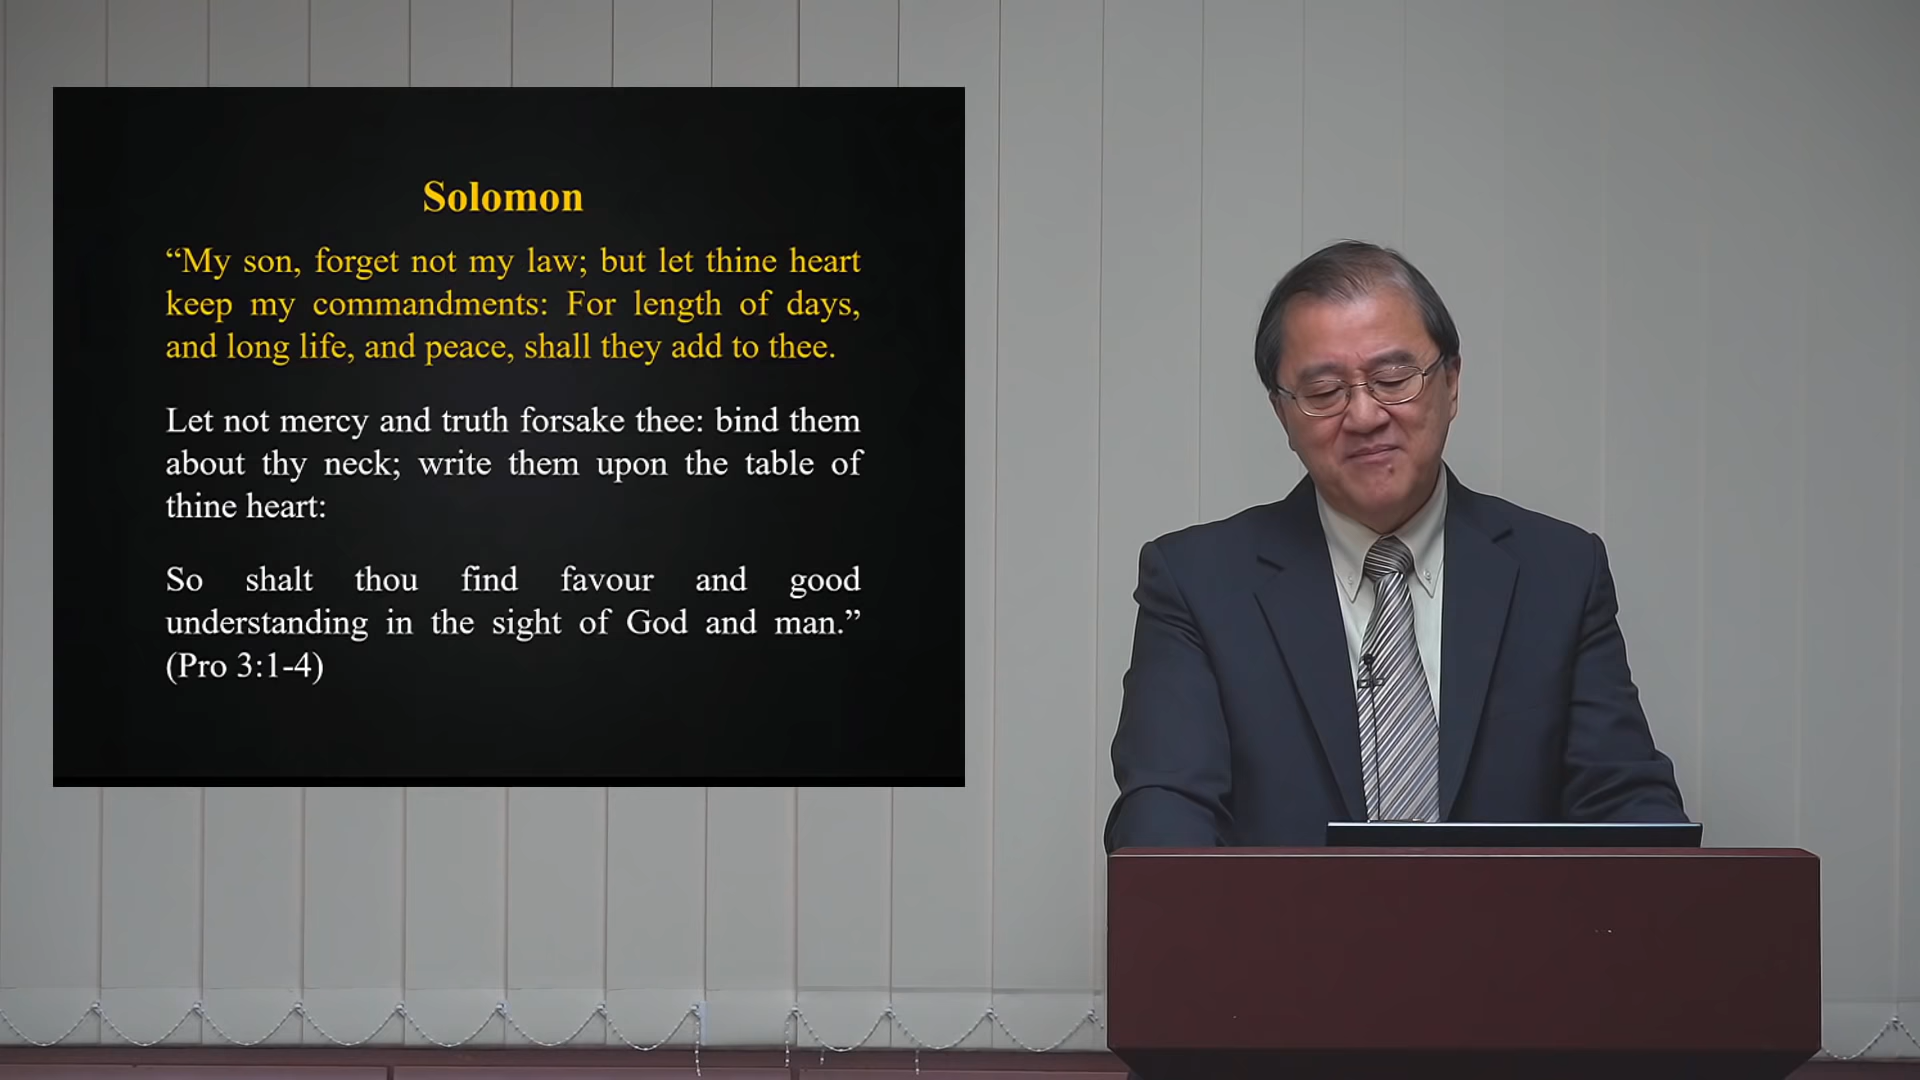 Solomon
“My son, forget not my law; but let thine heart
keep my commandments: For length of days,
and long life, and peace, shall they add to thee.
Let not mercy and truth forsake thee: bind them
about thy neck; write them upon the table of
thine heart:
So shalt thou find favour and good
understanding in the sight of God and man.”
(Pro 3:1-4)